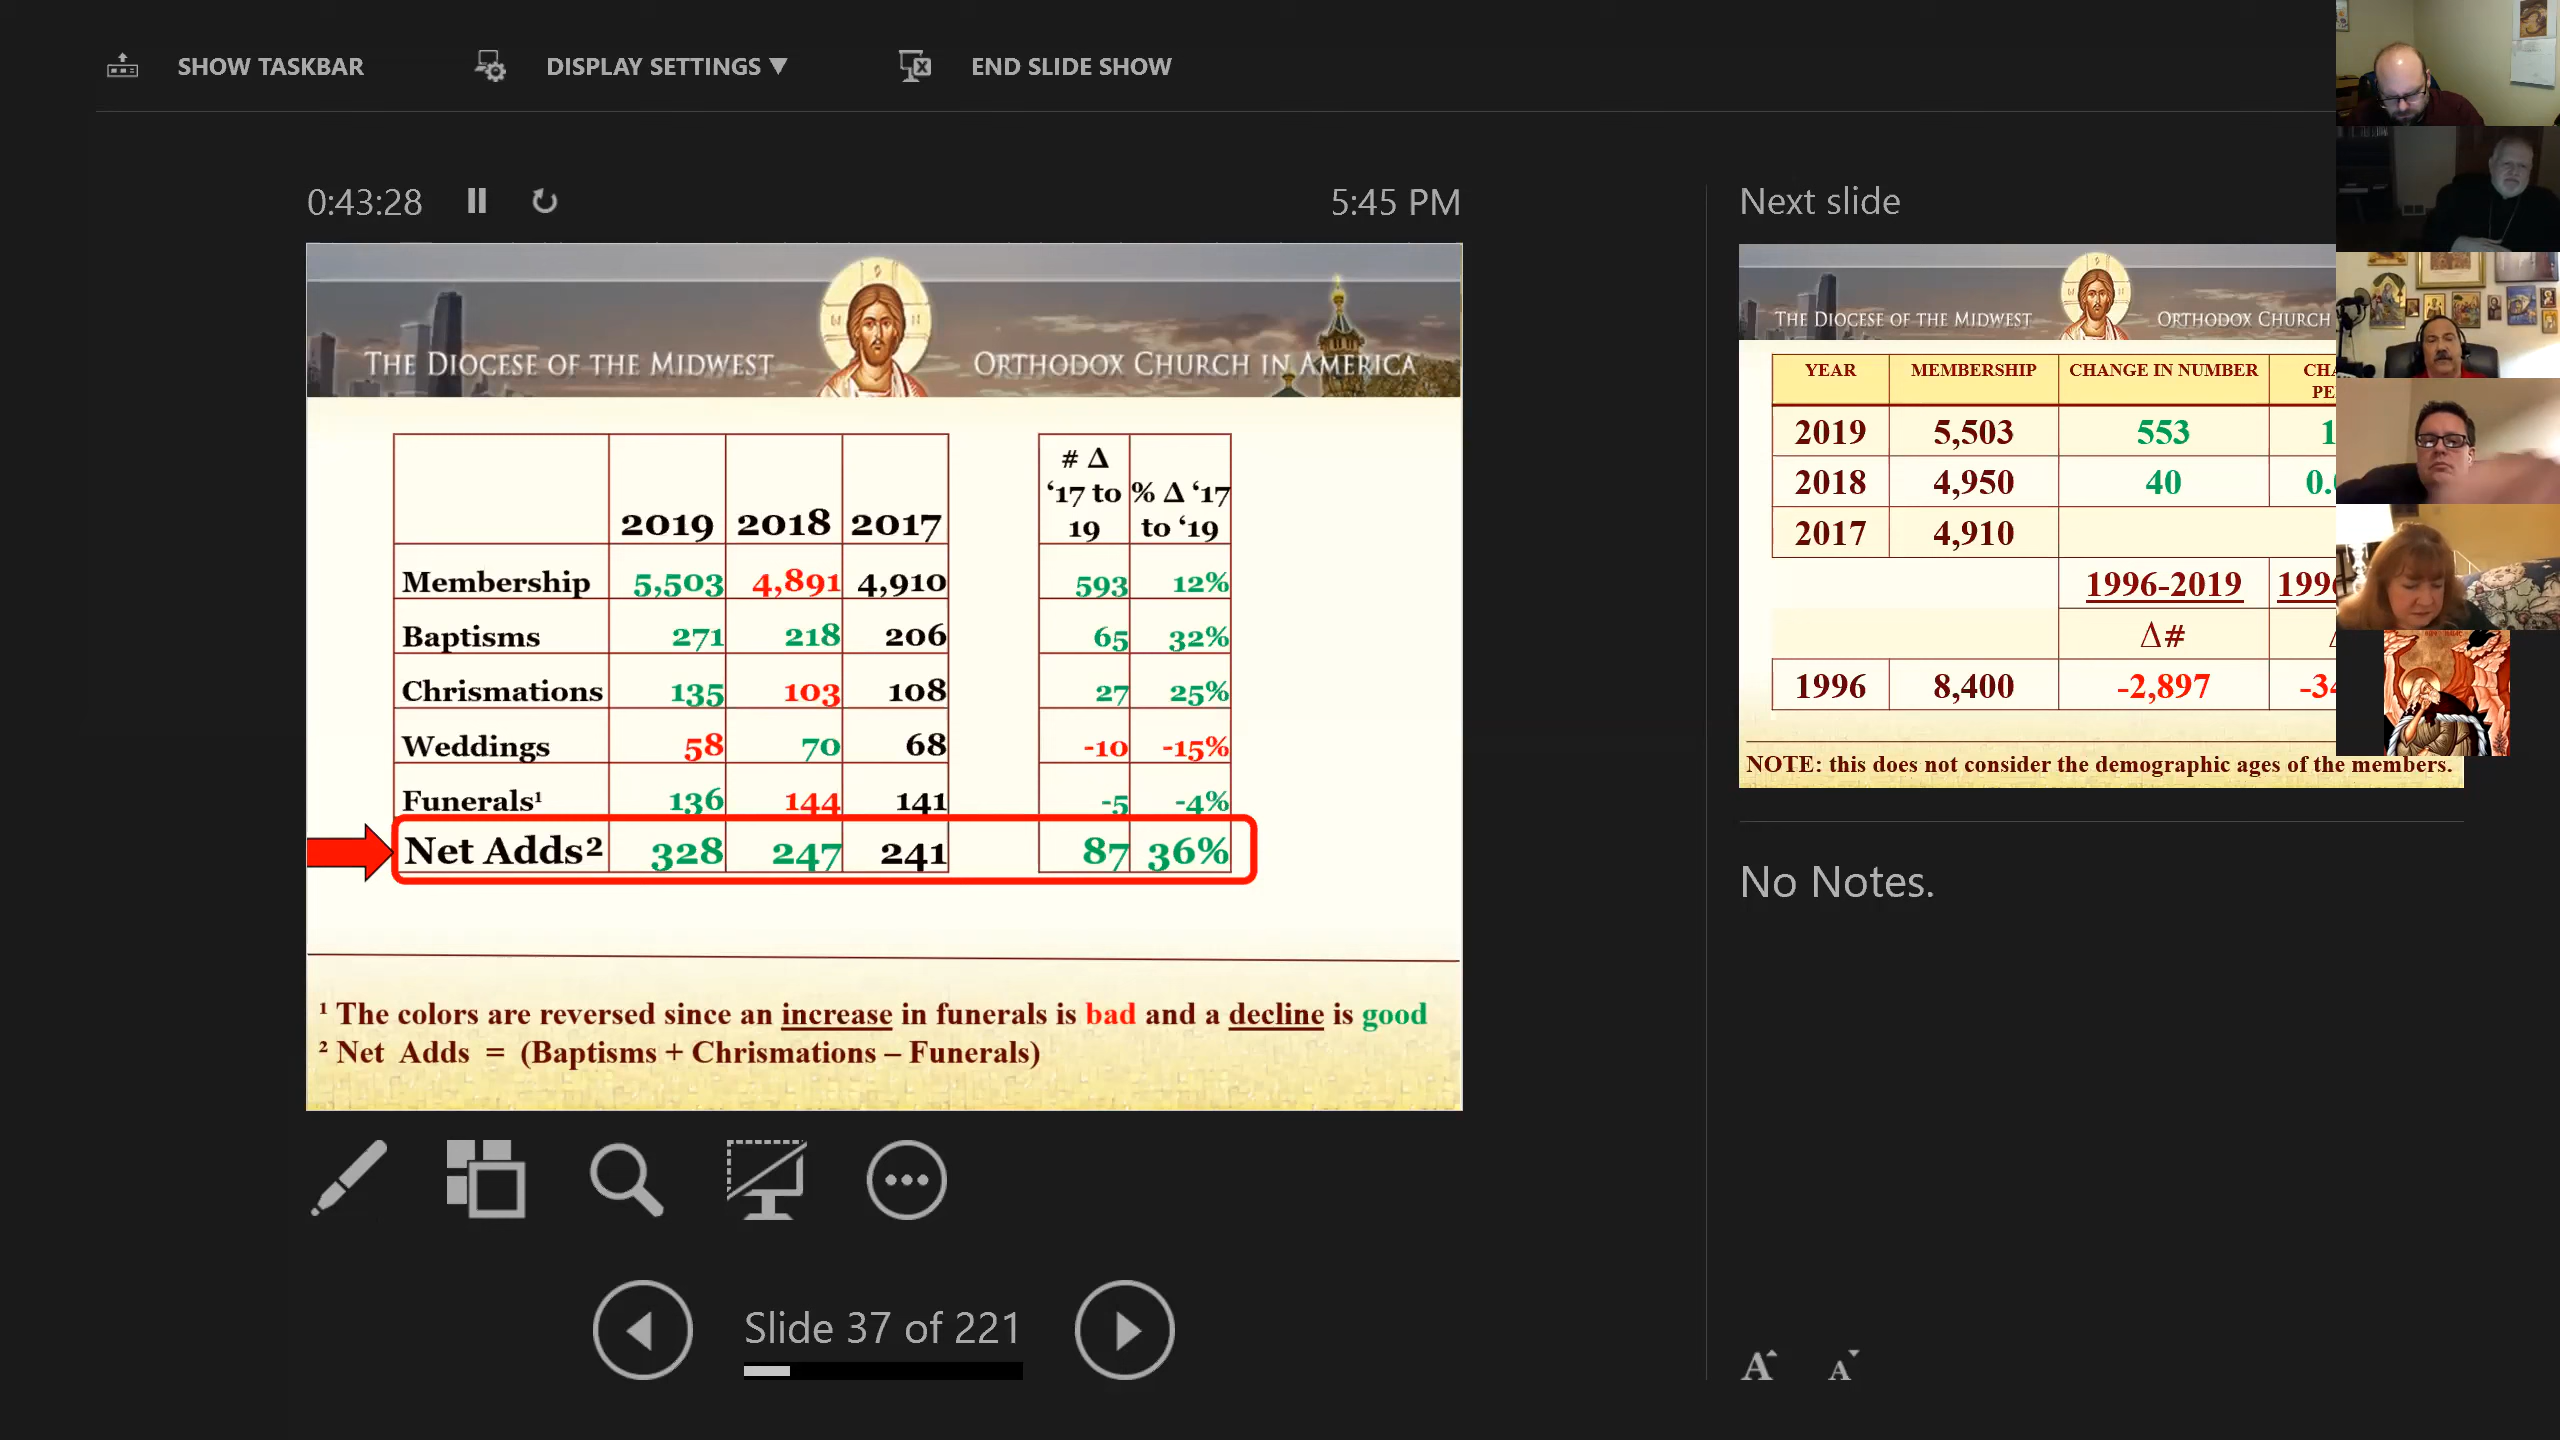 SHOW TASKBAR DISPLAY SETTINGS ▼ END SLIDE SHOW
0:43:28 5:45 PM
THE DIOCESE OF THE MIDWEST ORTHODOX CHURCH IN AMERICA
2019 2018 2017 # Δ ‘17 to 19 % Δ ‘17 to ‘19
Membership 5,503 4,891 4,910 593 12%
Baptisms 271 218 206 65 32%
Chrismations 135 103 108 27 25%
Weddings 58 70 68 -10 -15%
Funerals¹ 136 144 141 -5 -4%
Net Adds² 328 247 241 87 36%
¹ The colors are reversed since an increase in funerals is bad and a decline is good
² Net Adds = (Baptisms + Chrismations – Funerals)
Slide 37 of 221
Next slide
THE DIOCESE OF THE MIDWEST ORTHODOX CHURCH
YEAR MEMBERSHIP CHANGE IN NUMBER
2019 5,503 553
2018 4,950 40
2017 4,910
1996-2019
Δ#
1996 8,400 -2,897
NOTE: this does not consider the demographic ages of the members.
No Notes.
A A